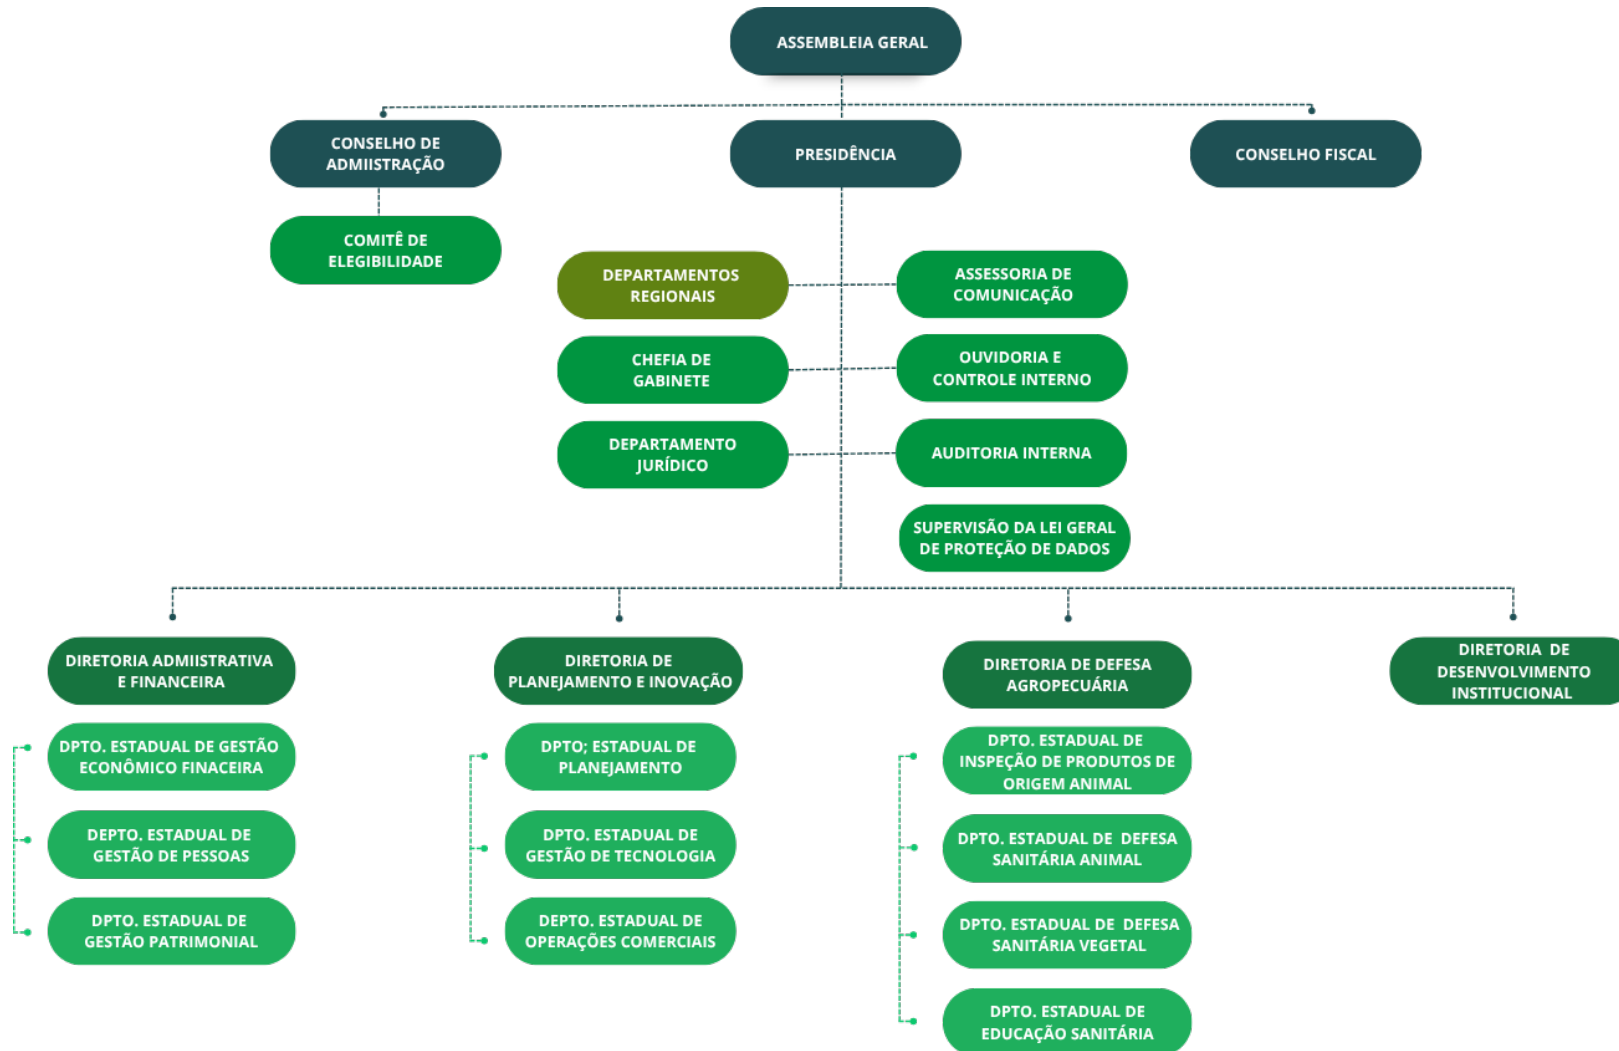 ASSEMBLEIA GERAL
CONSELHO DE
ADMIISTRAÇÃO
PRESIDÊNCIA
CONSELHO FISCAL
COMITÊ DE
ELEGIBILIDADE
DEPARTAMENTOS
REGIONAIS
ASSESSORIA DE
COMUNICAÇÃO
CHEFIA DE
GABINETE
OUVIDORIA E
CONTROLE INTERNO
DEPARTAMENTO
JURÍDICO
AUDITORIA INTERNA
SUPERVISÃO DA LEI GERAL
DE PROTEÇÃO DE DADOS
DIRETORIA ADMIISTRATIVA
E FINANCEIRA
DIRETORIA DE
PLANEJAMENTO E INOVAÇÃO
DIRETORIA DE DEFESA
AGROPECUÁRIA
DIRETORIA DE
DESENVOLVIMENTO
INSTITUCIONAL
DPTO. ESTADUAL DE GESTÃO
ECONÔMICO FINACEIRA
DEPTO. ESTADUAL DE
GESTÃO DE PESSOAS
DPTO. ESTADUAL DE
GESTÃO PATRIMONIAL
DPTO; ESTADUAL DE
PLANEJAMENTO
DPTO. ESTADUAL DE
GESTÃO DE TECNOLOGIA
DEPTO. ESTADUAL DE
OPERAÇÕES COMERCIAIS
DPTO. ESTADUAL DE
INSPEÇÃO DE PRODUTOS DE
ORIGEM ANIMAL
DPTO. ESTADUAL DE DEFESA
SANITÁRIA ANIMAL
DPTO. ESTADUAL DE DEFESA
SANITÁRIA VEGETAL
DPTO. ESTADUAL DE
EDUCAÇÃO SANITÁRIA